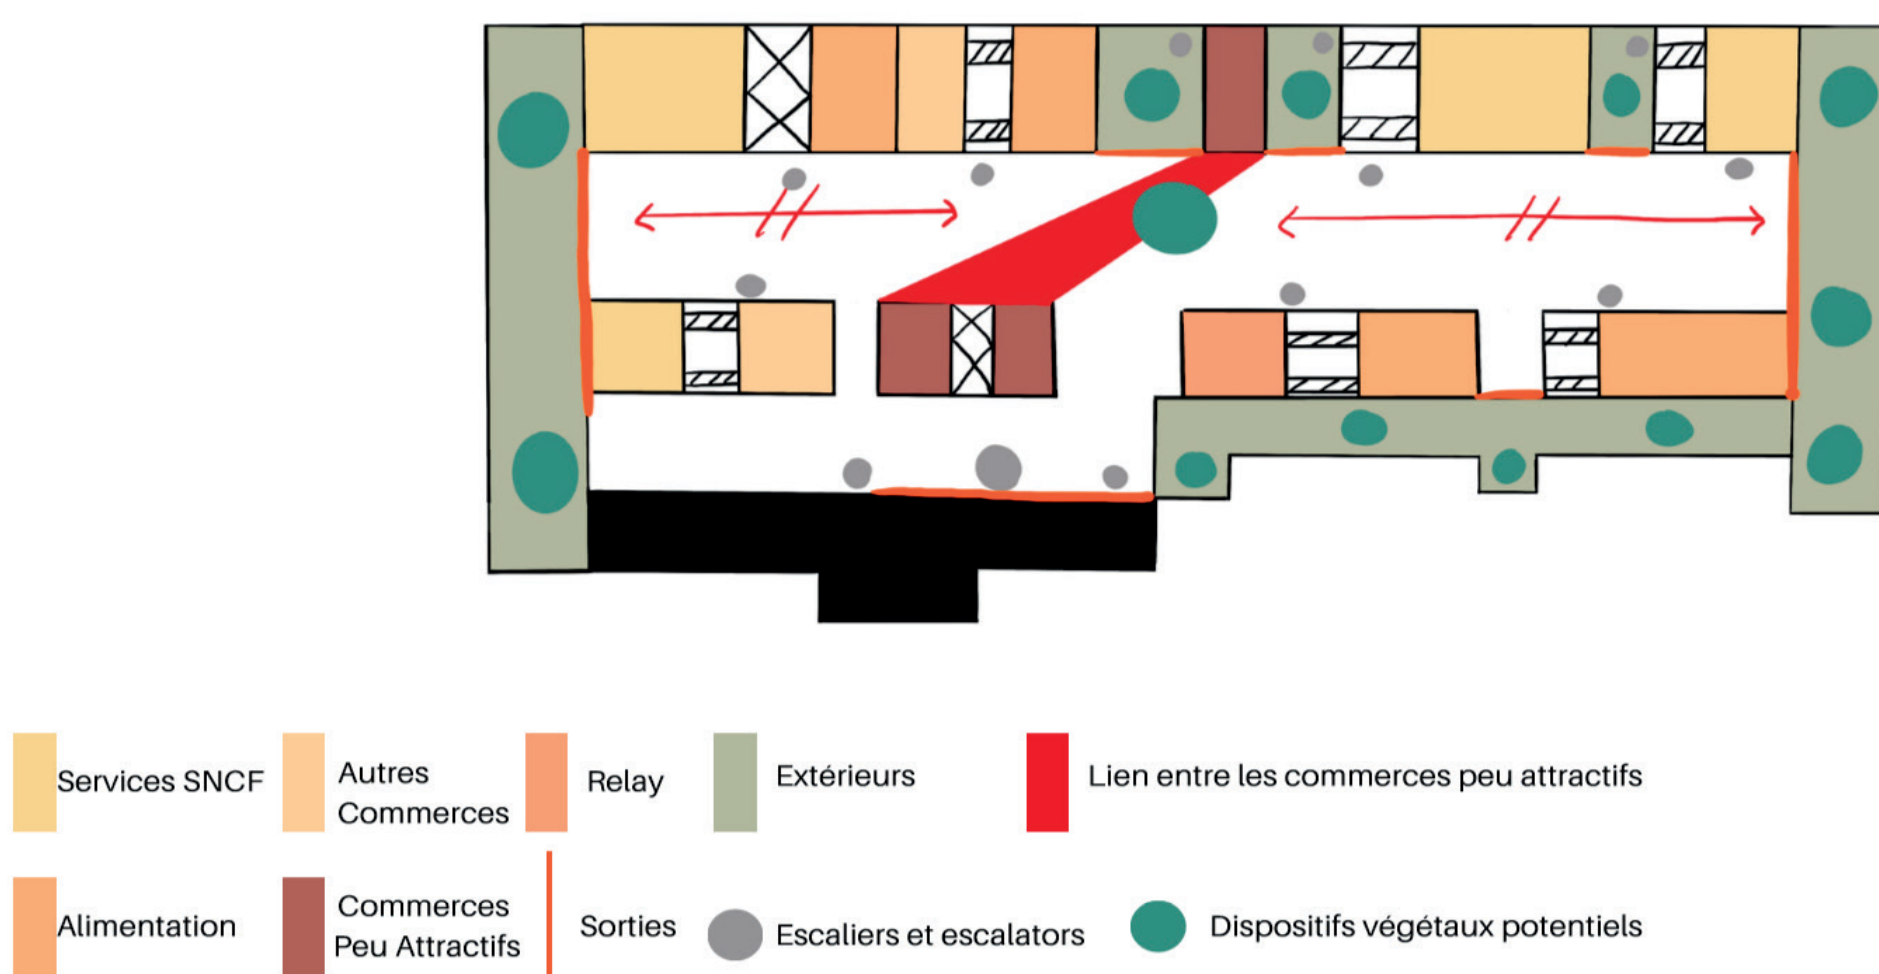 Services SNCF
Autres
Commerces
Relay
Extérieurs
Lien entre les commerces peu attractifs
Alimentation
Commerces
Peu Attractifs
Sorties
Escaliers et escalators
Dispositifs végétaux potentiels